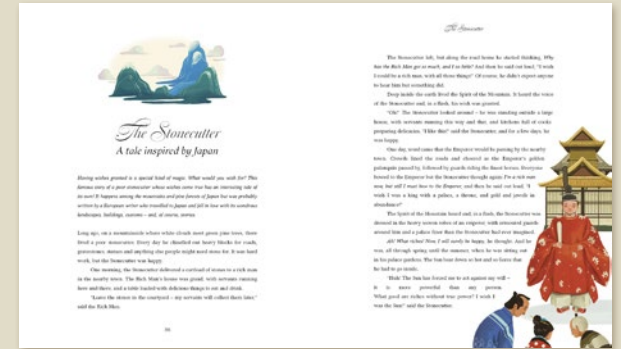 The Stonecutter
A tale inspired by Japan
Having wishes granted is a special kind of magic. What would you wish for? This
famous story of a poor stonecutter whose wishes come true has an interesting tale of
its own! It happens among the mountains and pine forests of Japan but was probably
written by a European writer who travelled to Japan and fell in love with its wondrous
landscapes, buildings, customs – and, of course, stories.
Long ago, on a mountainside where white clouds meet green pine trees, there
lived a poor stonecutter. Every day he chiselled out heavy blocks for roads,
gravestones, statues and anything else people might need stone for. It was hard
work, but the Stonecutter was happy.
One morning, the Stonecutter delivered a cartload of stones to a rich man
in the nearby town. The Rich Man's house was grand, with servants running
here and there, and a table loaded with delicious things to eat and drink.
'Leave the stones in the courtyard – my servants will collect them later,'
said the Rich Man.
The Stonecutter
The Stonecutter left, but along the road home he started thinking, Why
has the Rich Man got so much, and I so little? And then he said out loud, 'I wish
I could be a rich man, with all those things!' Of course, he didn't expect anyone
to hear him but something did.
Deep inside the earth lived the Spirit of the Mountain. It heard the voice
of the Stonecutter and, in a flash, his wish was granted.
'Oh!' The Stonecutter looked around – he was standing outside a large
house, with servants running this way and that, and kitchens full of cooks
preparing delicacies. 'I like this!' said the Stonecutter, and for a few days, he
was happy.
One day, word came that the Emperor would be passing by the nearby
town. Crowds lined the roads and cheered as the Emperor's golden
palanquin passed by, followed by guards riding the finest horses. Everyone
bowed to the Emperor but the Stonecutter thought again: I'm a rich man
now, but still I must bow to the Emperor, and then he said out loud, 'I
wish I was a king with a palace, a throne, and gold and jewels in
abundance!'
The Spirit of the Mountain heard and, in a flash, the Stonecutter was
dressed in the heavy woven robes of an emperor, with ornamental guards
around him and a palace finer than the Stonecutter had ever imagined.
Ah! What riches! Now I will surely be happy, he thought. And he
was, all through spring until the summer, when he was sitting out
in his palace gardens. The Sun bore down so hot and so fierce that
he had to go inside.
'Hah! The Sun has forced me to act against my will –
it is more powerful than any person.
What good are riches without true power? I wish I
was the Sun!' said the Stonecutter.